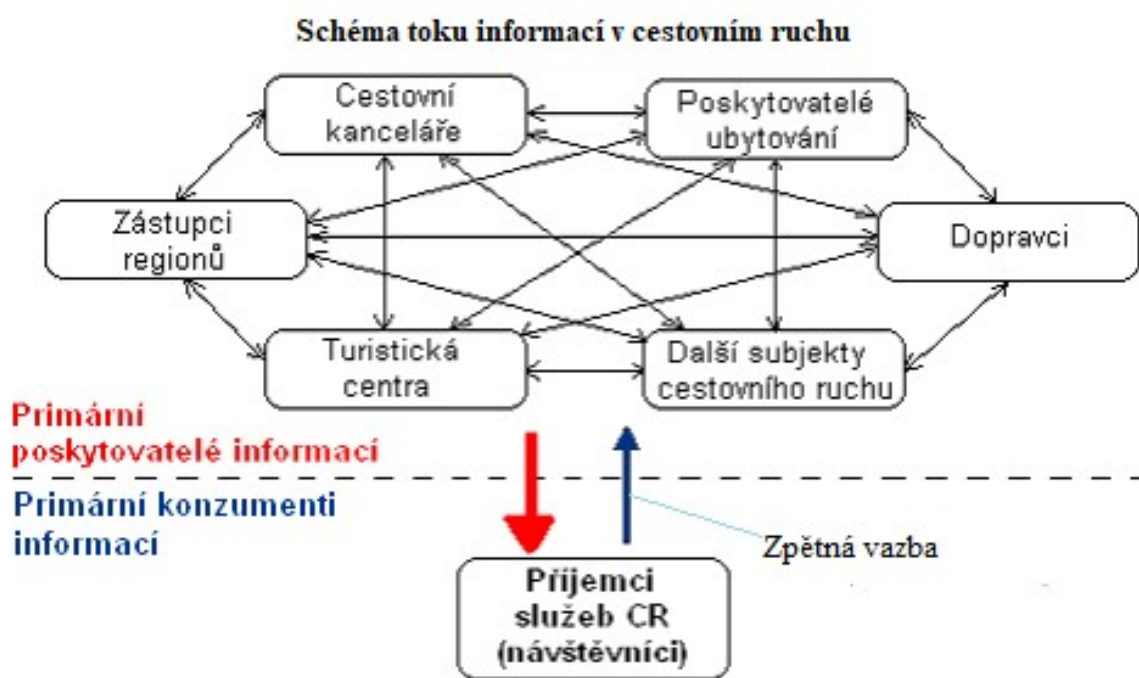 Schéma toku informací v cestovním ruchu
Cestovní
kanceláře
Poskytovatelé
ubytování
Zástupci
regionů
Dopravci
Turistická
centra
Další subjekty
cestovního ruchu
Primární
poskytovatelé informací
Primární konzumenti
informací
Zpětná vazba
Příjemci
služeb CR
(návštěvníci)